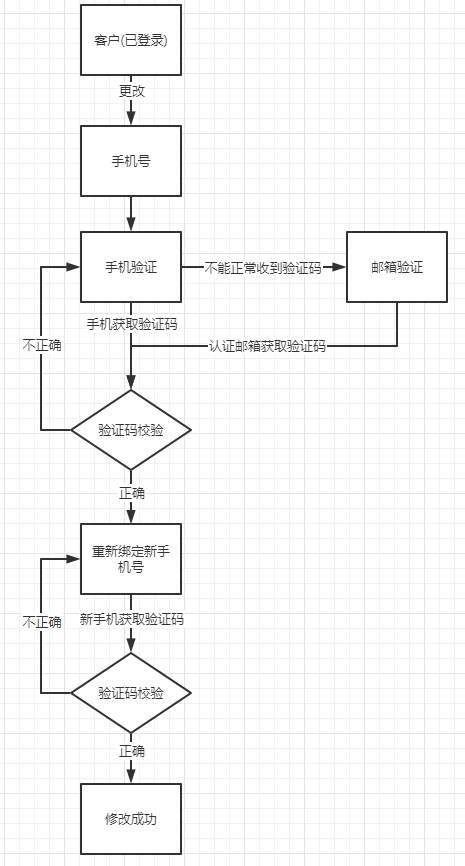 客户(已登录)
更改
手机号
手机验证
不能正常收到验证码
邮箱验证
手机获取验证码
不正确
认证邮箱获取验证码
验证码校验
正确
重新绑定新手
机号
不正确
新手机获取验证码
验证码校验
正确
修改成功